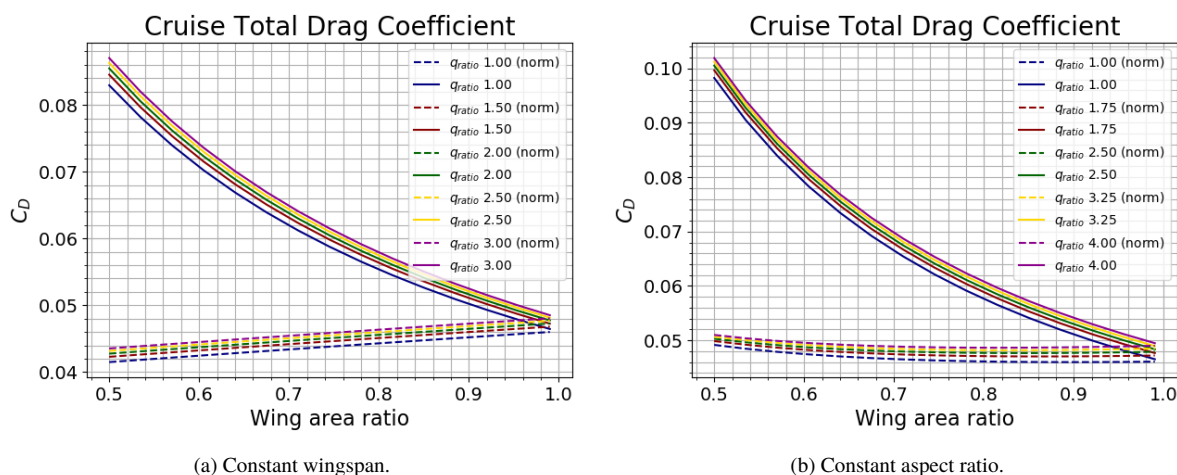 Cruise Total Drag Coefficient
C_D
0.08
0.07
0.06
0.05
0.04
q_ratio 1.00 (norm)
q_ratio 1.00
q_ratio 1.50 (norm)
q_ratio 1.50
q_ratio 2.00 (norm)
q_ratio 2.00
q_ratio 2.50 (norm)
q_ratio 2.50
q_ratio 3.00 (norm)
q_ratio 3.00
0.5 0.6 0.7 0.8 0.9 1.0
Wing area ratio
(a) Constant wingspan.
Cruise Total Drag Coefficient
C_D
0.10
0.09
0.08
0.07
0.06
0.05
q_ratio 1.00 (norm)
q_ratio 1.00
q_ratio 1.75 (norm)
q_ratio 1.75
q_ratio 2.50 (norm)
q_ratio 2.50
q_ratio 3.25 (norm)
q_ratio 3.25
q_ratio 4.00 (norm)
q_ratio 4.00
0.5 0.6 0.7 0.8 0.9 1.0
Wing area ratio
(b) Constant aspect ratio.